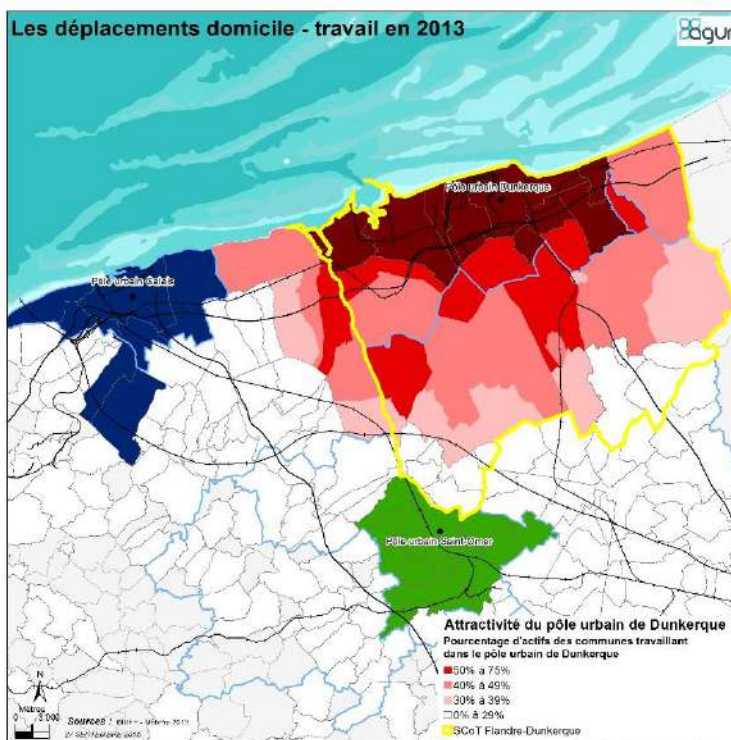 Les déplacements domicile - travail en 2013
agur
Pôle urbain Dunkerque
Pôle urbain Calais
Pôle urbain Saint-Omer
Attractivité du pôle urbain de Dunkerque
Pourcentage d'actifs des communes travaillant
dans le pôle urbain de Dunkerque
50% à 75%
40% à 49%
30% à 39%
0% à 29%
SCoT Flandre-Dunkerque
N
Mètres
0
Sources :
2013